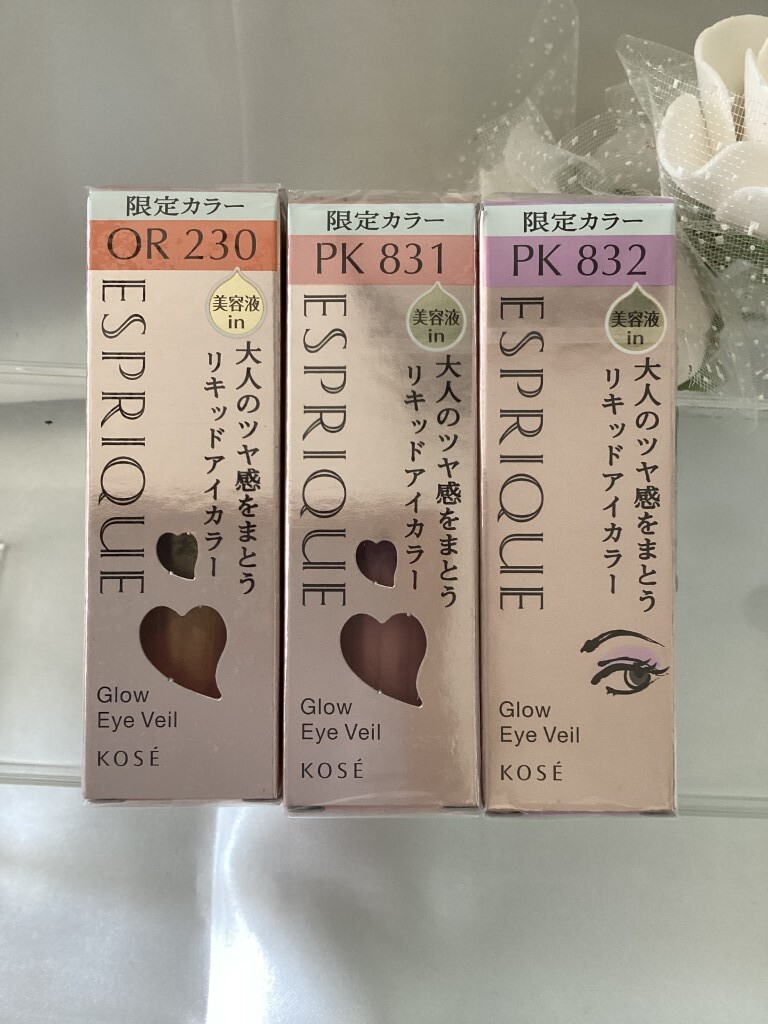 限定カラー
OR 230
美容液
in
ESPRIQUE
大人のツヤ感をまとう
リキッドアイカラー
Glow
Eye Veil
KOSÉ
限定カラー
PK 831
美容液
in
ESPRIQUE
大人のツヤ感をまとう
リキッドアイカラー
Glow
Eye Veil
KOSÉ
限定カラー
PK 832
美容液
in
ESPRIQUE
大人のツヤ感をまとう
リキッドアイカラー
Glow
Eye Veil
KOSÉ